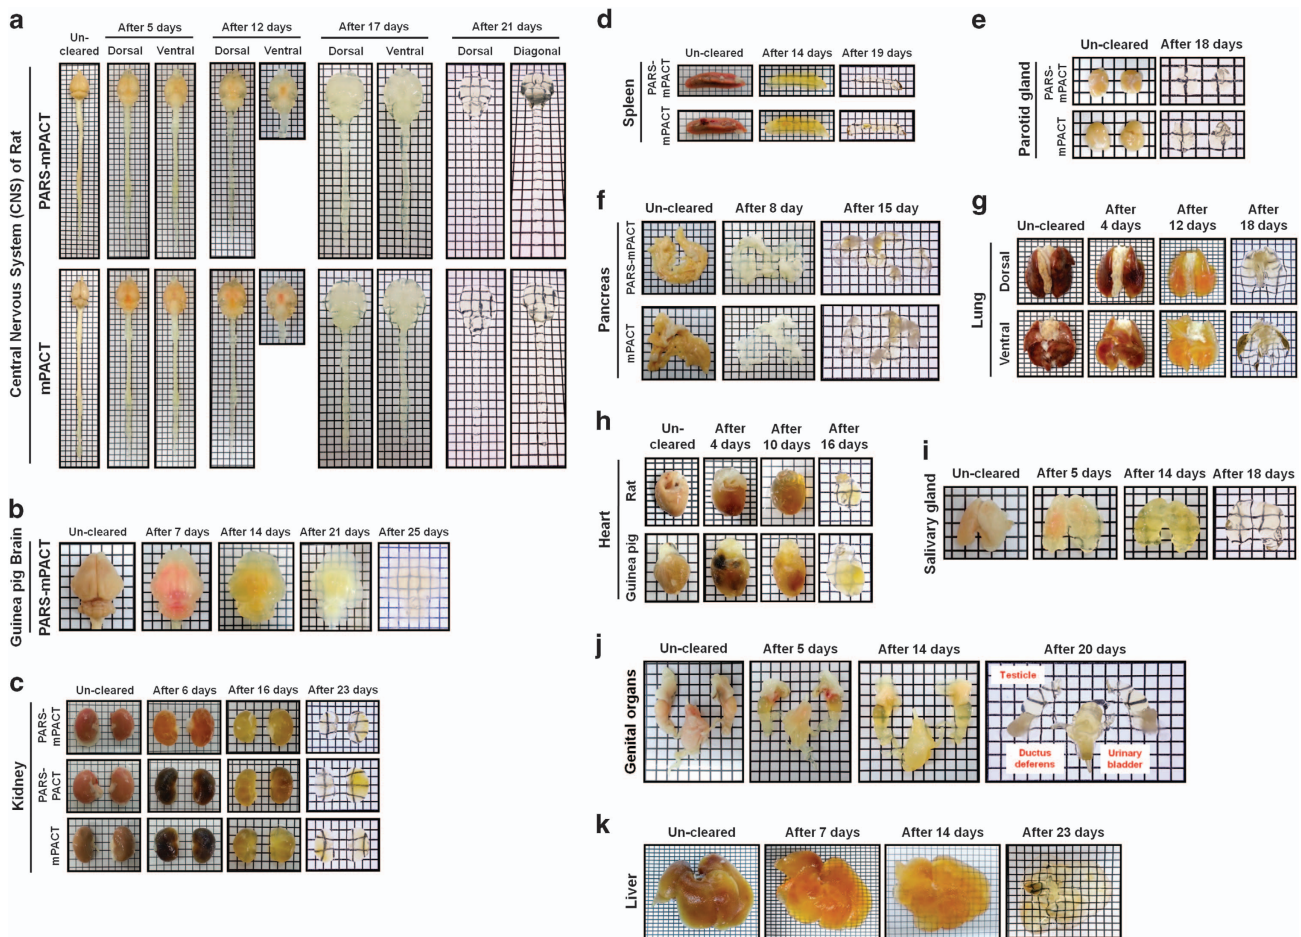 a
Un-
cleared
After 5 days
After 12 days
After 17 days
After 21 days
Dorsal
Ventral
Dorsal
Ventral
Dorsal
Ventral
Dorsal
Diagonal
Central Nervous System (CNS) of Rat
PARS-mPACT
mPACT
b
Un-cleared
After 7 days
After 14 days
After 21 days
After 25 days
Guinea pig Brain
PARS-mPACT
c
Un-cleared
After 6 days
After 16 days
After 23 days
Kidney
PARS-
mPACT
PARS-
PACT
mPACT
d
Un-cleared
After 14 days
After 19 days
Spleen
PARS-
mPACT
mPACT
e
Un-cleared
After 18 days
Parotid gland
PARS-
mPACT
mPACT
f
Un-cleared
After 8 day
After 15 day
Pancreas
PARS-mPACT
mPACT
g
Un-cleared
After
4 days
After
12 days
After
18 days
Lung
Dorsal
Ventral
h
Un-
cleared
After
4 days
After
10 days
After
16 days
Heart
Rat
Guinea pig
i
Un-cleared
After 5 days
After 14 days
After 18 days
Salivary gland
j
Un-cleared
After 5 days
After 14 days
After 20 days
Genital organs
Testicle
Ductus
deferens
Urinary
bladder
k
Un-cleared
After 7 days
After 14 days
After 23 days
Liver